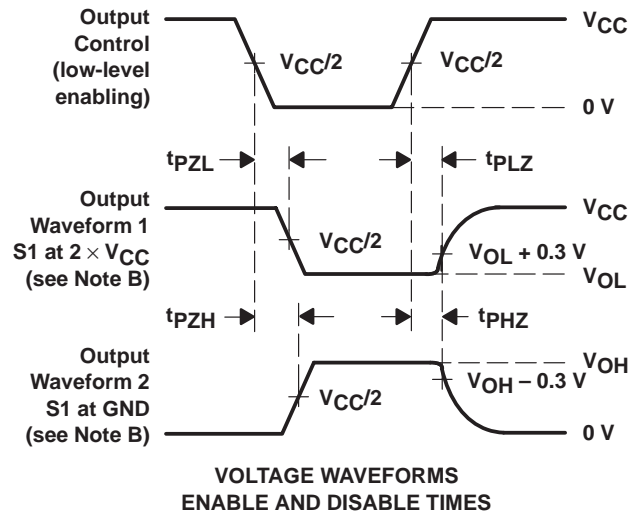 Output
Control
(low-level
enabling)
VCC/2
VCC/2
VCC
0 V
tPZL
tPLZ
Output
Waveform 1
S1 at 2 × VCC
(see Note B)
VCC/2
VCC
VOL + 0.3 V
VOL
tPZH
tPHZ
Output
Waveform 2
S1 at GND
(see Note B)
VCC/2
VOH
VOH − 0.3 V
0 V
VOLTAGE WAVEFORMS
ENABLE AND DISABLE TIMES